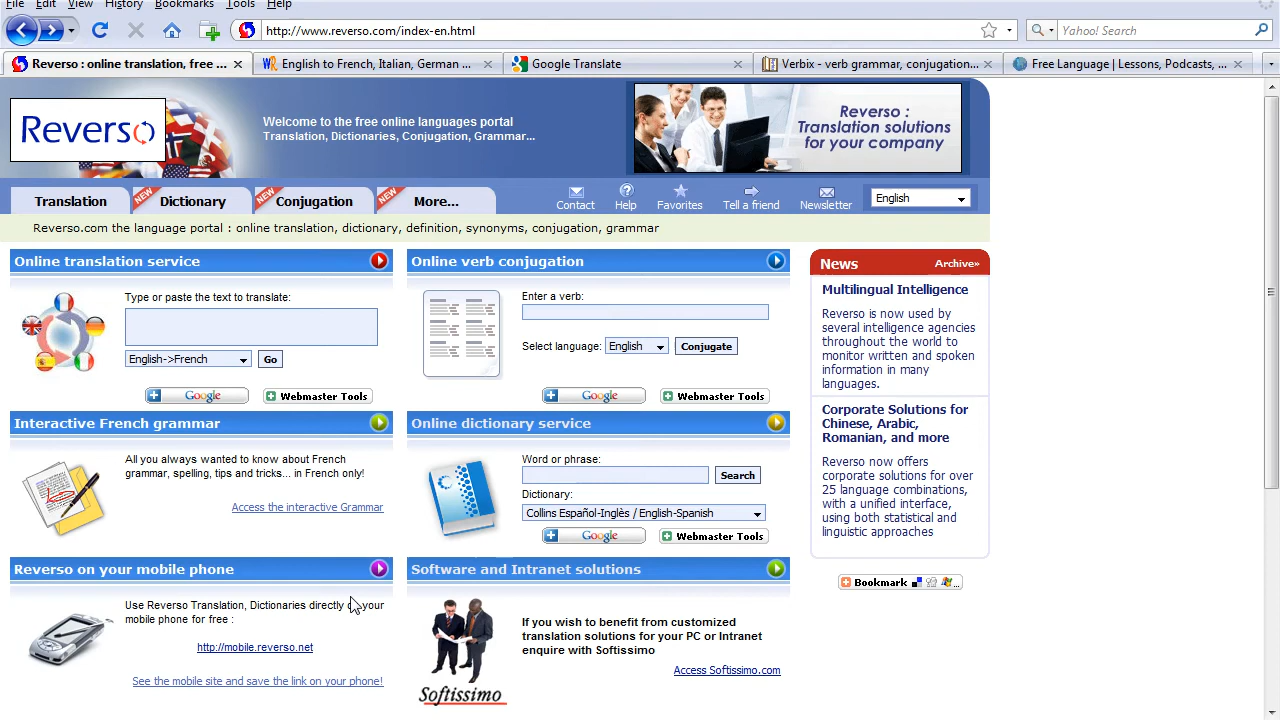 File Edit View History Bookmarks Tools Help
http://www.reverso.com/index-en.html
Yahoo! Search
Reverso : online translation, free ...
English to French, Italian, German ...
Google Translate
Verbix - verb grammar, conjugation...
Free Language | Lessons, Podcasts, ...
Reverso
Welcome to the free online languages portal
Translation, Dictionaries, Conjugation, Grammar...
Reverso :
Translation solutions
for your company
Translation
NEW Dictionary
NEW Conjugation
NEW More...
Contact
Help
Favorites
Tell a friend
Newsletter
English
Reverso.com the language portal : online translation, dictionary, definition, synonyms, conjugation, grammar
Online translation service
Type or paste the text to translate:
English->French Go
Google Webmaster Tools
Online verb conjugation
Enter a verb:
Select language: English Conjugate
Google Webmaster Tools
Interactive French grammar
All you always wanted to know about French
grammar, spelling, tips and tricks... in French only!
Access the interactive Grammar
Online dictionary service
Word or phrase:
Search
Dictionary:
Collins Español-Inglès / English-Spanish
Google Webmaster Tools
Reverso on your mobile phone
Use Reverso Translation, Dictionaries directly on your
mobile phone for free :
http://mobile.reverso.net
See the mobile site and save the link on your phone!
Software and Intranet solutions
If you wish to benefit from customized
translation solutions for your PC or Intranet
enquire with Softissimo
Access Softissimo.com
Softissimo
News Archive»
Multilingual Intelligence
Reverso is now used by
several intelligence agencies
throughout the world to
monitor written and spoken
information in many
languages.
Corporate Solutions for
Chinese, Arabic,
Romanian, and more
Reverso now offers
corporate solutions for over
25 language combinations,
with a unified interface,
using both statistical and
linguistic approaches
Bookmark